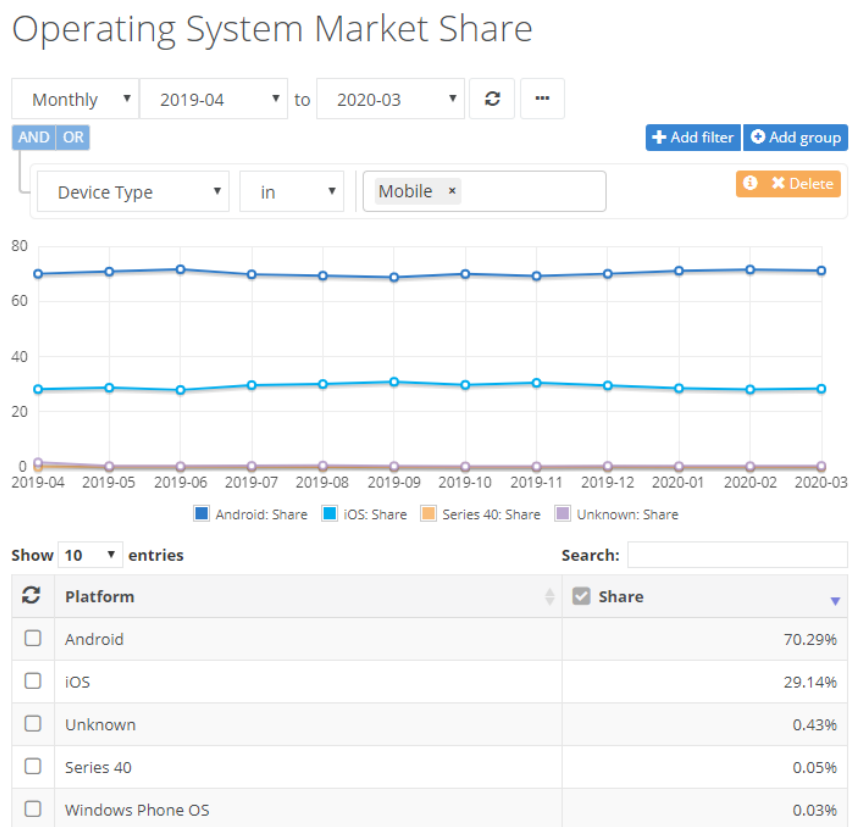 Operating System Market Share
Monthly 2019-04 to 2020-03
AND OR Add filter Add group
Device Type in Mobile × Delete
80
60
40
20
0
2019-04 2019-05 2019-06 2019-07 2019-08 2019-09 2019-10 2019-11 2019-12 2020-01 2020-02 2020-03
Android: Share iOS: Share Series 40: Share Unknown: Share
Show 10 entries Search:
Platform Share
Android 70.29%
iOS 29.14%
Unknown 0.43%
Series 40 0.05%
Windows Phone OS 0.03%